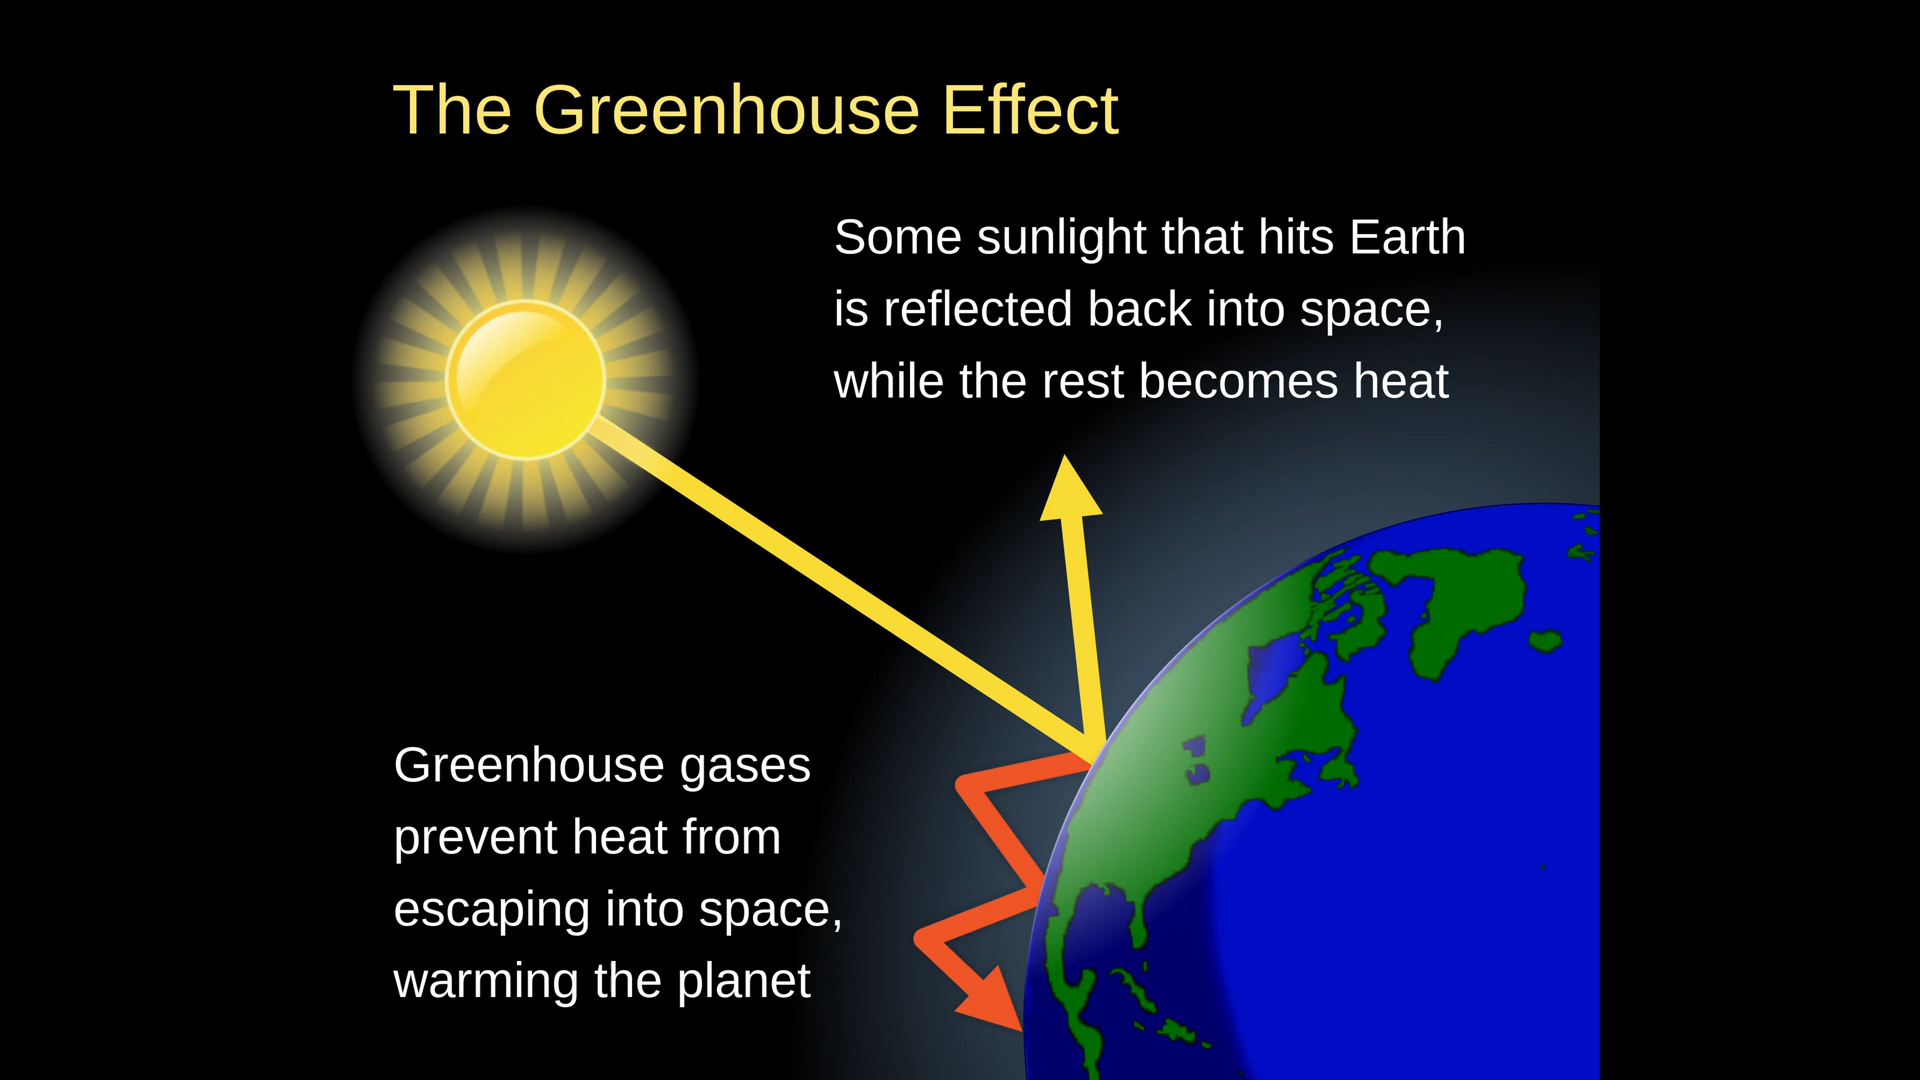 The Greenhouse Effect
Some sunlight that hits Earth
is reflected back into space,
while the rest becomes heat
Greenhouse gases
prevent heat from
escaping into space,
warming the planet